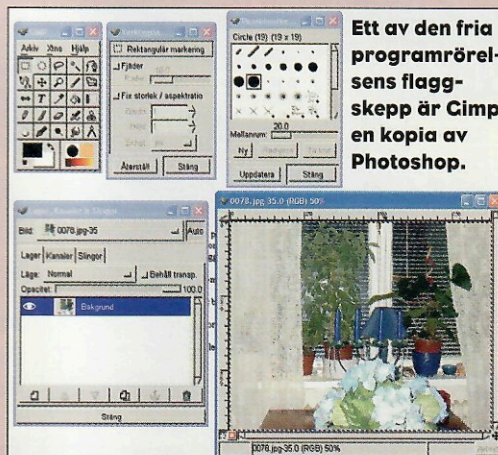 Ett av den fria
programrörel-
sens flagg-
skepp är Gimp
en kopia av
Photoshop.
Arkiv Xtns Hjälp
Rektangulär markering
Fjäder
Fix storlek / aspektratio
Återställ Stäng
Circle (19) (19 x 19)
Mellanrum: 20.0
Ny
Uppdatera Stäng
Bild: 0078.jpg-35 Auto
Lager Kanaler Slingor
Läge: Normal Behåll transp.
Opacitet: 100.0
Bakgrund
Stäng
0078.jpg-35.0 (RGB) 50%
0078.jpg-35.0 (RGB) 50%